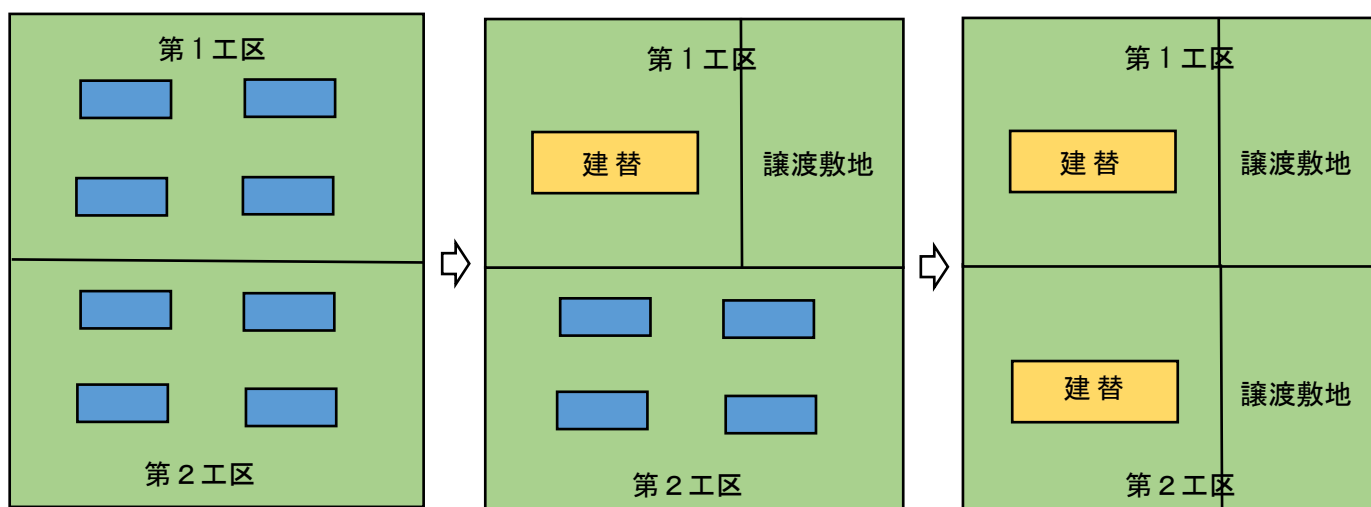 第１工区
第２工区
第１工区
建 替
譲渡敷地
第２工区
第１工区
建 替
譲渡敷地
建 替
譲渡敷地
第２工区